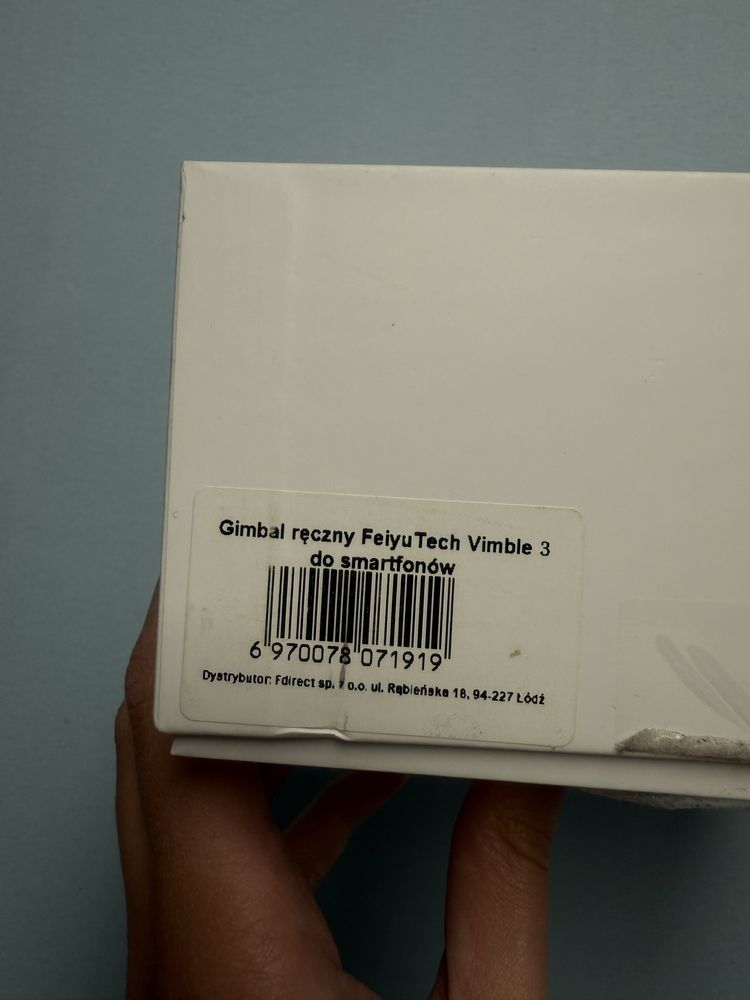 Gimbal ręczny FeiyuTech Vimble 3
do smartfonów
6 970078 071919
Dystrybutor: Fdirect sp. z o.o. ul. Rąbieńska 18, 94-227 Łódź